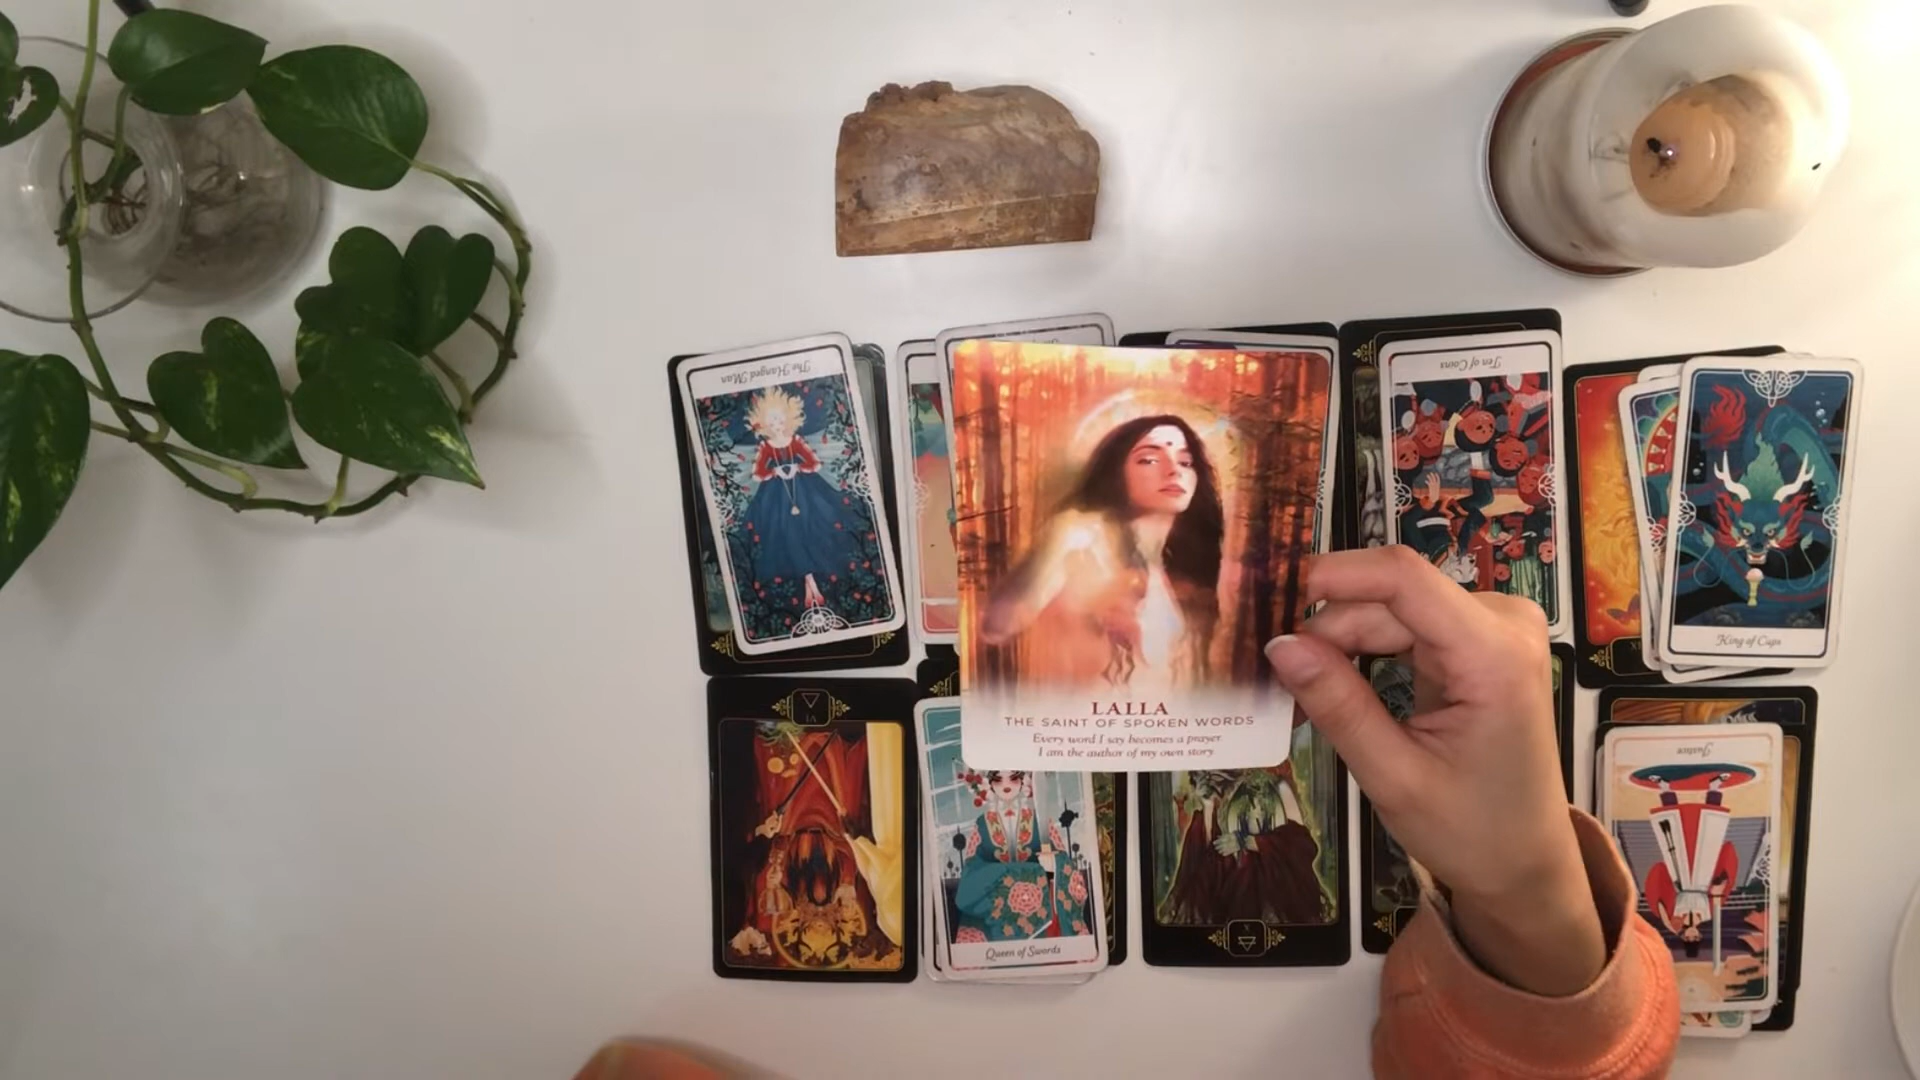 The Hanged Man
Ten of Coins
King of Cups
LALLA
THE SAINT OF SPOKEN WORDS
Every word I say becomes a prayer.
I am the author of my own story.
VI
Queen of Swords
X
Justice